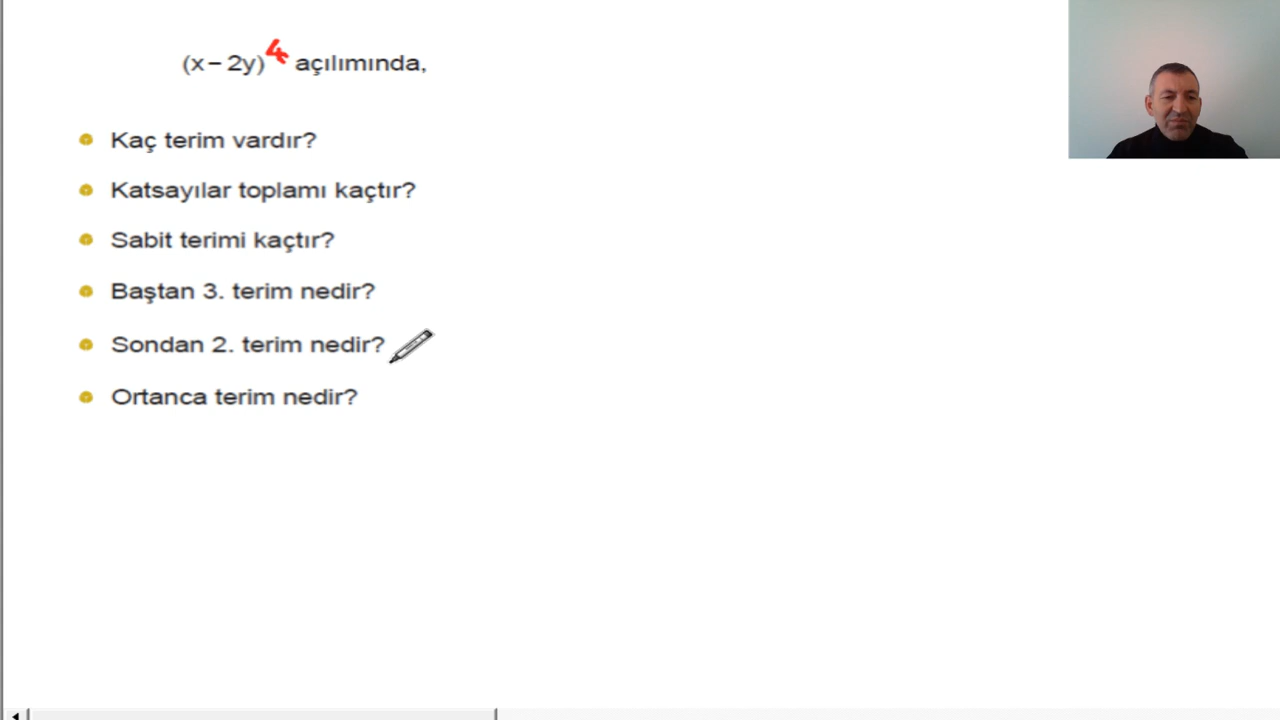 (x – 2y)⁴ açılımında,
Kaç terim vardır?
Katsayılar toplamı kaçtır?
Sabit terimi kaçtır?
Baştan 3. terim nedir?
Sondan 2. terim nedir?
Ortanca terim nedir?